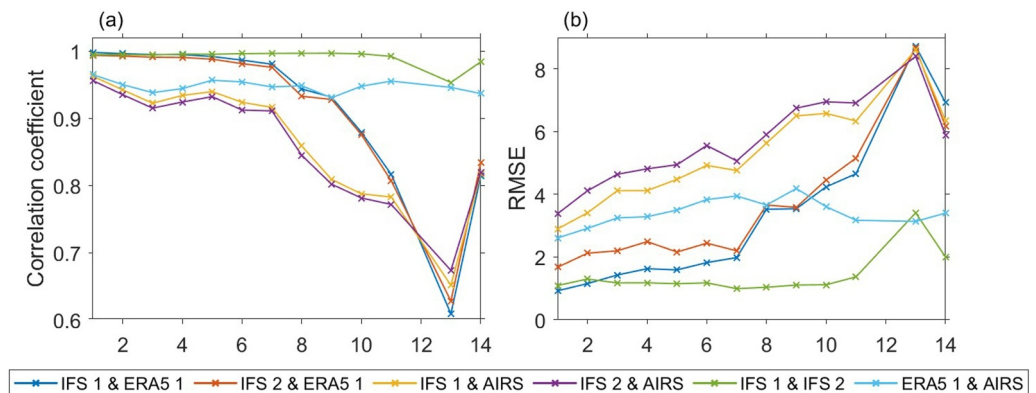 (a)
(b)
Correlation coefficient
1
0.9
0.8
0.7
0.6
2 4 6 8 10 12 14
RMSE
8
6
4
2
0
2 4 6 8 10 12 14
IFS 1 & ERA5 1 IFS 2 & ERA5 1 IFS 1 & AIRS IFS 2 & AIRS IFS 1 & IFS 2 ERA5 1 & AIRS